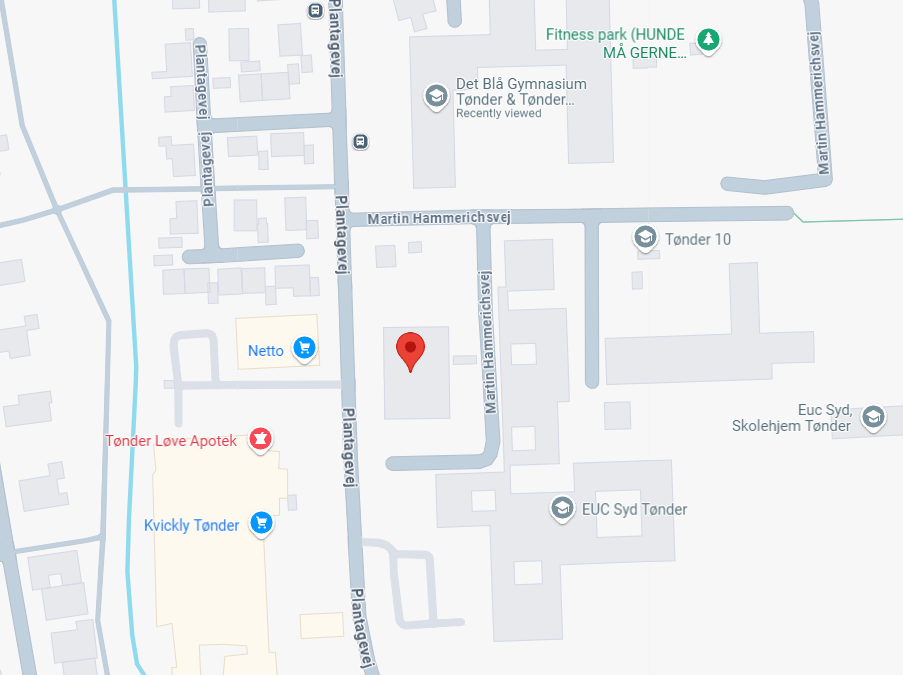 Plantagevej
Fitness park (HUNDE
MÅ GERNE…
Plantagevej
Martin Hammerichsvej
Det Blå Gymnasium
Tønder & Tønder…
Recently viewed
Plantagevej
Plantagevej
Martin Hammerichsvej
Tønder 10
Martin Hammerichsvej
Netto
Plantagevej
Euc Syd,
Skolehjem Tønder
Tønder Løve Apotek
EUC Syd Tønder
Kvickly Tønder
Plantagevej